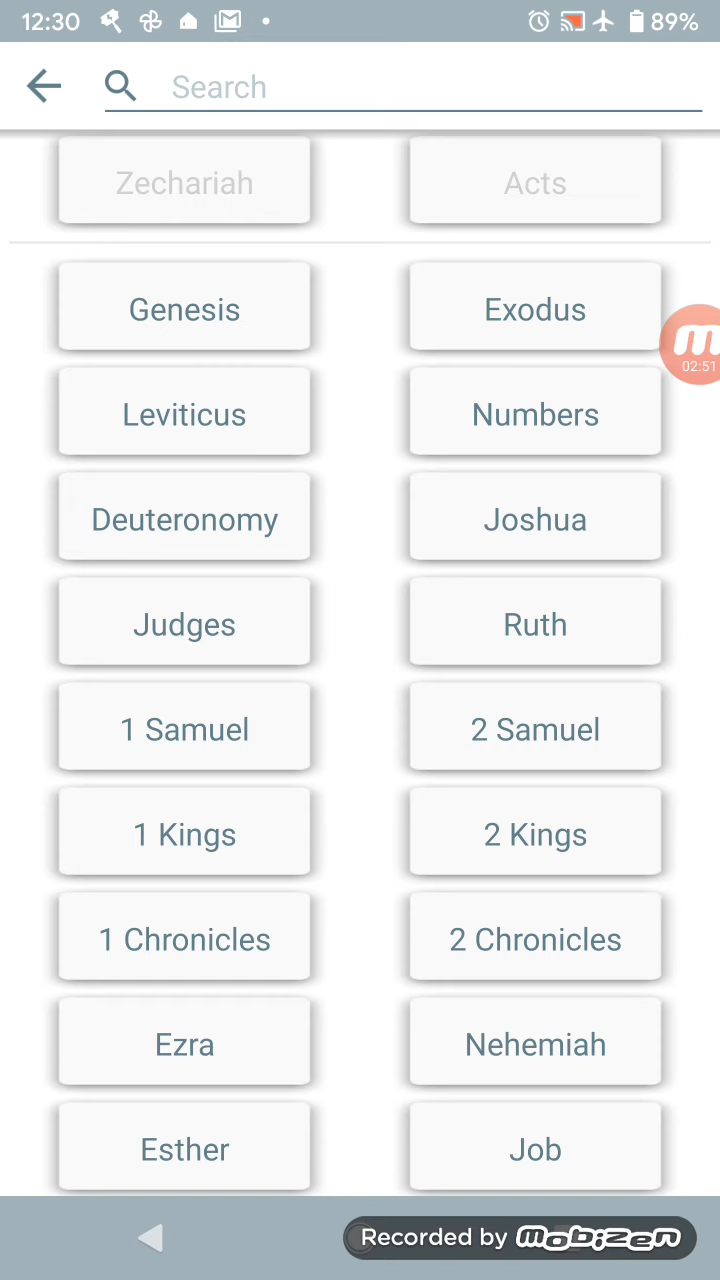 12:30 89%
Search
Zechariah Acts
Genesis Exodus
m
02:51
Leviticus Numbers
Deuteronomy Joshua
Judges Ruth
1 Samuel 2 Samuel
1 Kings 2 Kings
1 Chronicles 2 Chronicles
Ezra Nehemiah
Esther Job
Recorded by mobizen